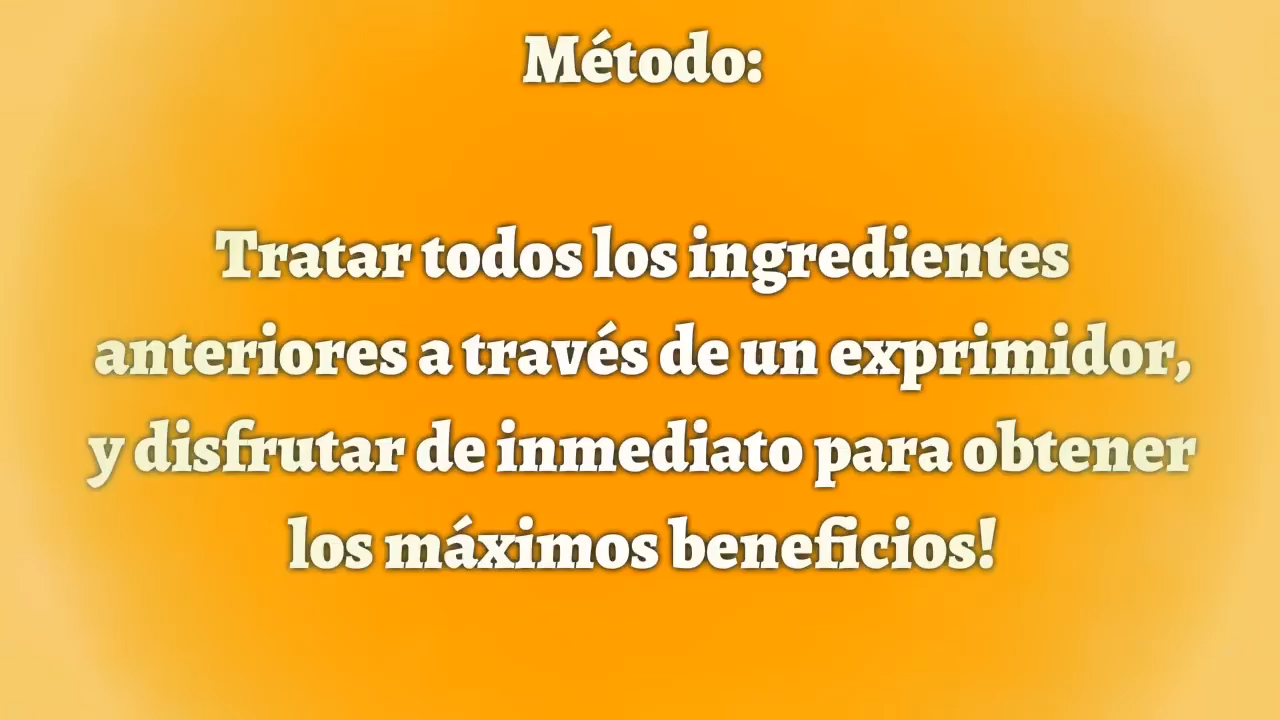 Método:
Tratar todos los ingredientes
anteriores a través de un exprimidor,
y disfrutar de inmediato para obtener
los máximos beneficios!